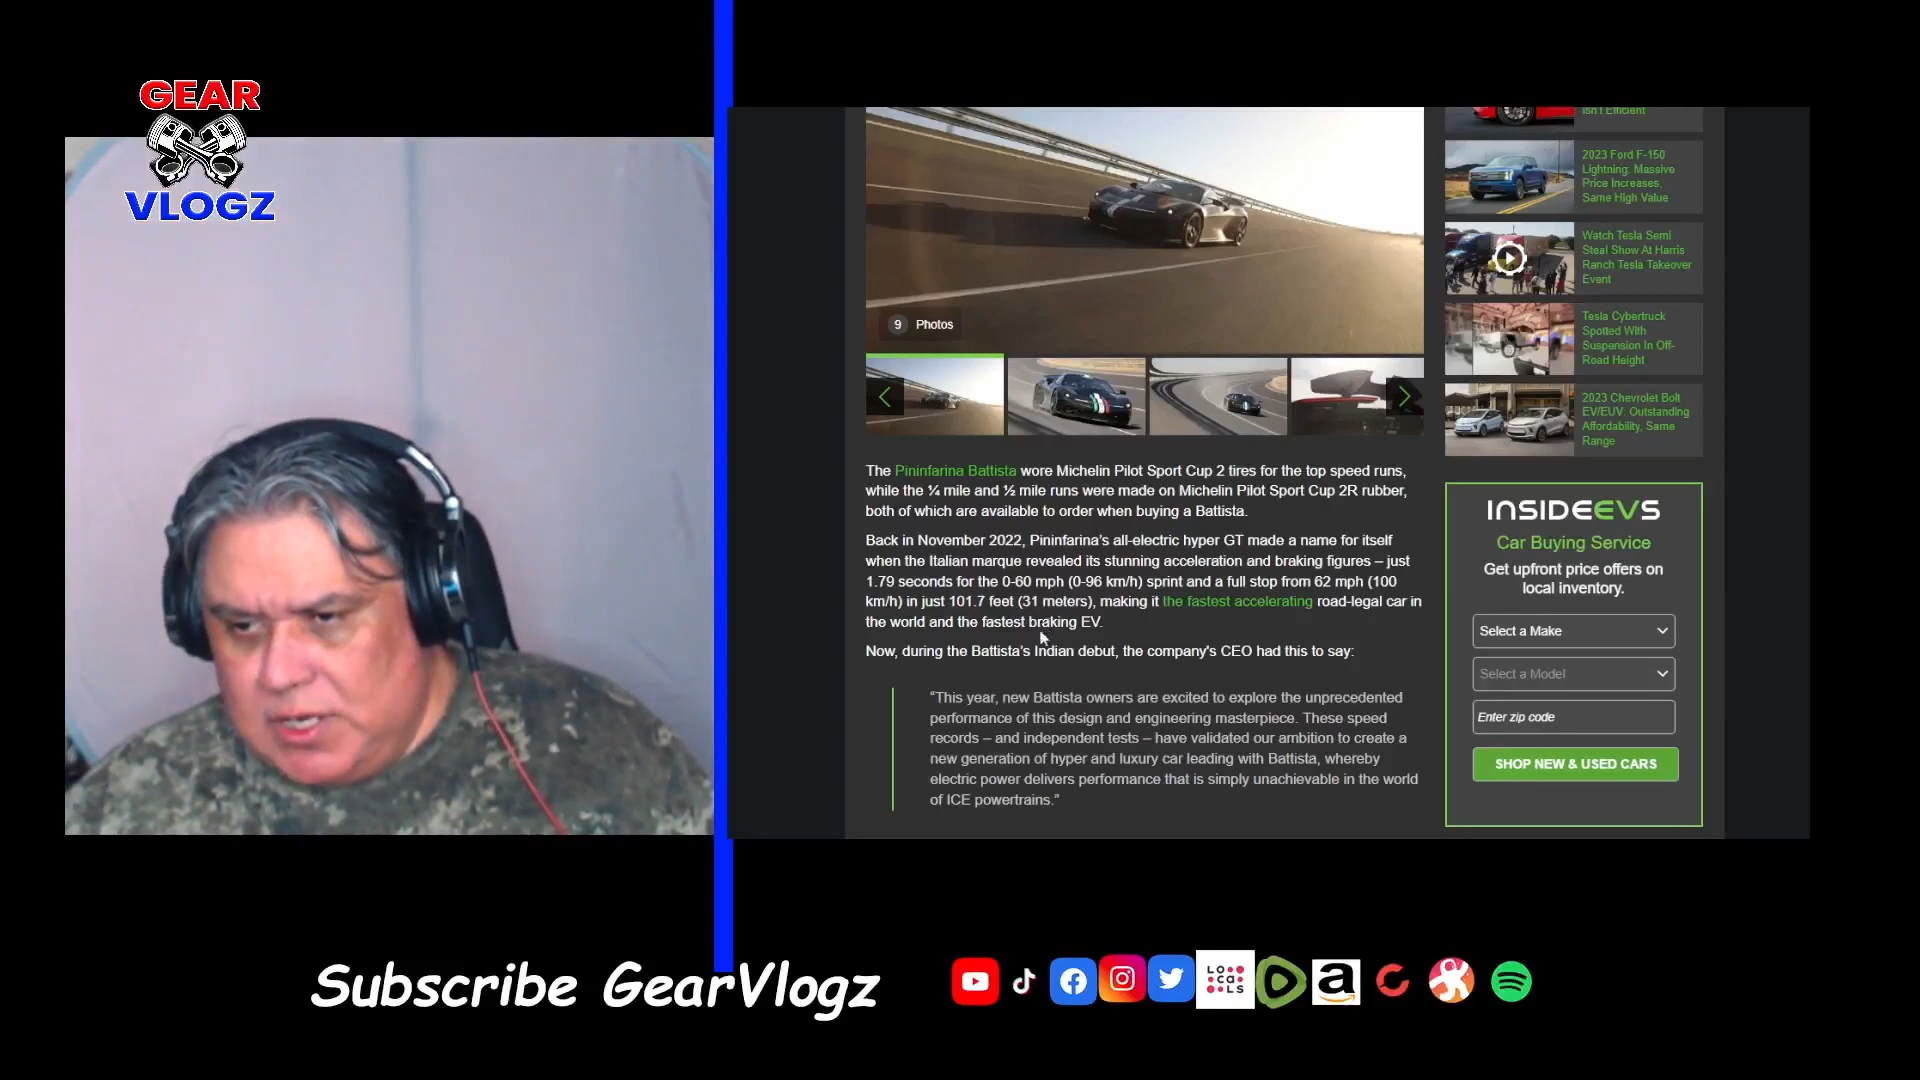 GEAR
VLOGZ
9 Photos
The Pininfarina Battista wore Michelin Pilot Sport Cup 2 tires for the top speed runs,
while the ¼ mile and ½ mile runs were made on Michelin Pilot Sport Cup 2R rubber,
both of which are available to order when buying a Battista.
Back in November 2022, Pininfarina's all-electric hyper GT made a name for itself
when the Italian marque revealed its stunning acceleration and braking figures – just
1.79 seconds for the 0-60 mph (0-96 km/h) sprint and a full stop from 62 mph (100
km/h) in just 101.7 feet (31 meters), making it the fastest accelerating road-legal car in
the world and the fastest braking EV.
Now, during the Battista's Indian debut, the company's CEO had this to say:
“This year, new Battista owners are excited to explore the unprecedented
performance of this design and engineering masterpiece. These speed
records – and independent tests – have validated our ambition to create a
new generation of hyper and luxury car leading with Battista, whereby
electric power delivers performance that is simply unachievable in the world
of ICE powertrains.”
Isn't Efficient
2023 Ford F-150
Lightning: Massive
Price Increases,
Same High Value
Watch Tesla Semi
Steal Show At Harris
Ranch Tesla Takeover
Event
Tesla Cybertruck
Spotted With
Suspension In Off-
Road Height
2023 Chevrolet Bolt
EV/EUV: Outstanding
Affordability, Same
Range
INSIDEEVS
Car Buying Service
Get upfront price offers on
local inventory.
Select a Make
Select a Model
Enter zip code
SHOP NEW & USED CARS
Subscribe GearVlogz
LO
CA
LS